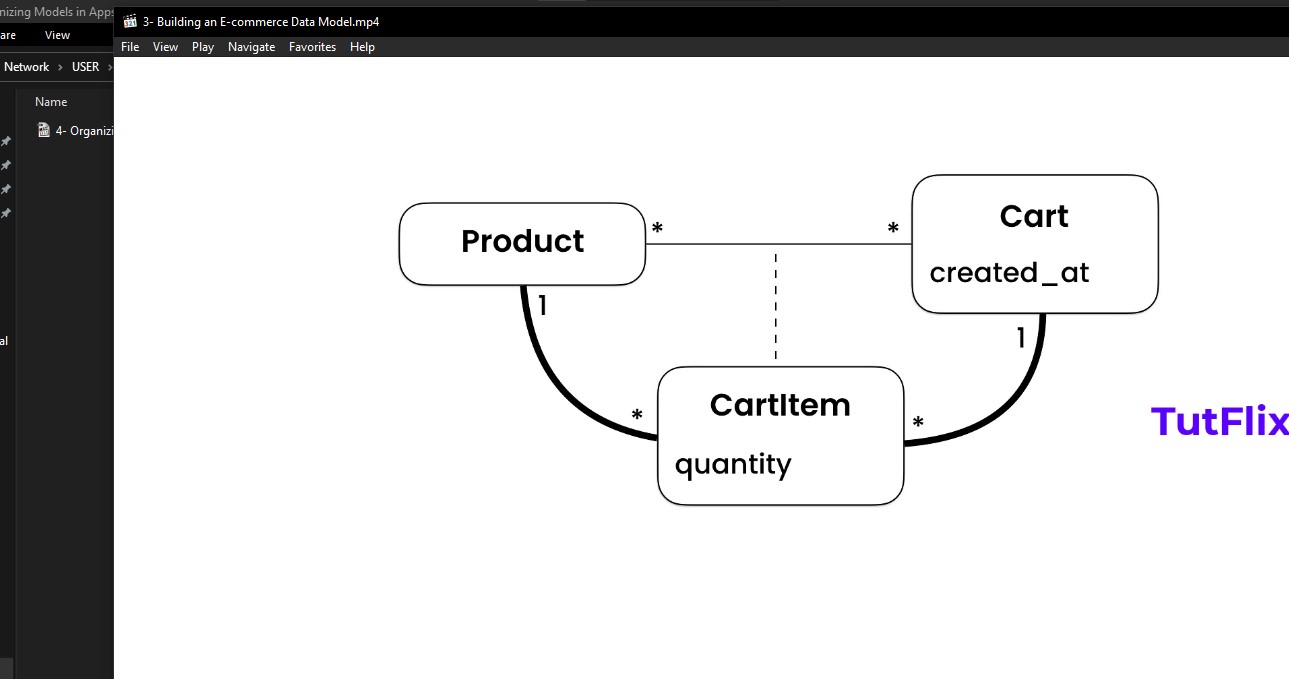 nizing Models in Apps
3- Building an E-commerce Data Model.mp4
are View
File View Play Navigate Favorites Help
Network > USER >
Name
4- Organizi
al
Product
*
*
Cart
created_at
1
1
*
CartItem
*
quantity
TutFlix